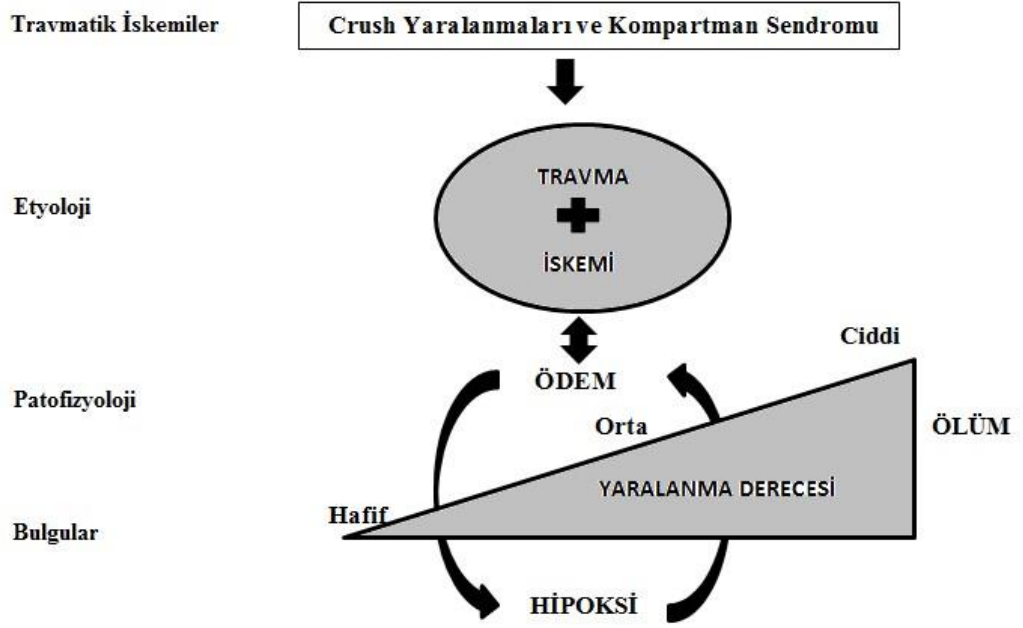 Travmatik İskemiler
Crush Yaralanmaları ve Kompartman Sendromu
Etyoloji
TRAVMA
İSKEMİ
Ciddi
Patofizyoloji
ÖDEM
Orta
ÖLÜM
YARALANMA DERECESİ
Hafif
Bulgular
HİPOKSİ